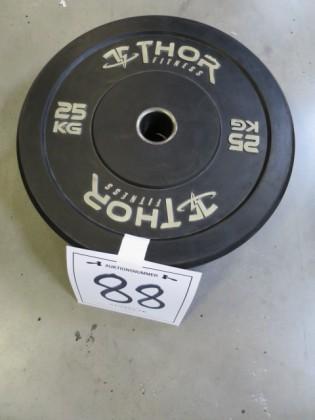 THOR
FITNESS
25
KG
25
KG
THOR
FITNESS
AUKTIONSNUMMER
88